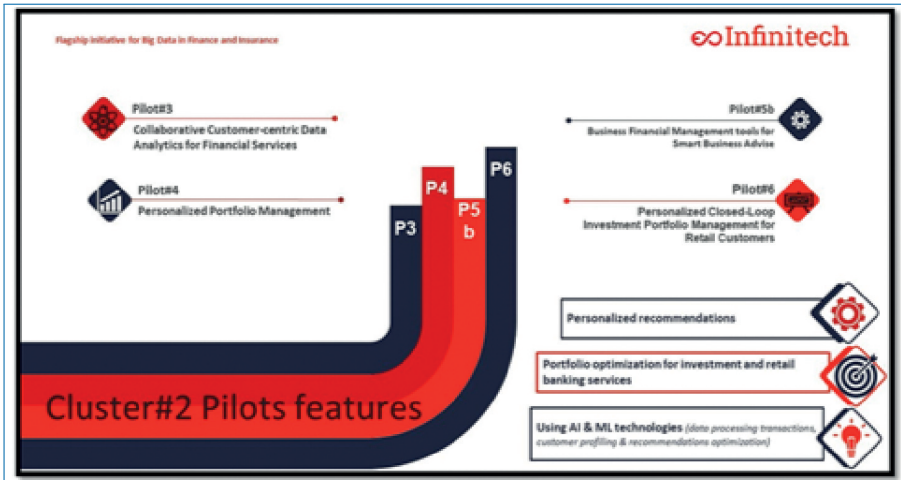 Flagship initiative for Big Data in Finance and Insurance
Infinitech
Pilot#3
Collaborative Customer-centric Data
Analytics for Financial Services
Pilot#4
Personalized Portfolio Management
Pilot#5b
Business Financial Management tools for
Smart Business Advise
Pilot#6
Personalized Closed-Loop
Investment Portfolio Management for
Retail Customers
P3
P4
P5
b
P6
Personalized recommendations
Portfolio optimization for investment and retail
banking services
Using AI & ML technologies (data processing transactions,
customer profiling & recommendations optimization)
Cluster#2 Pilots features